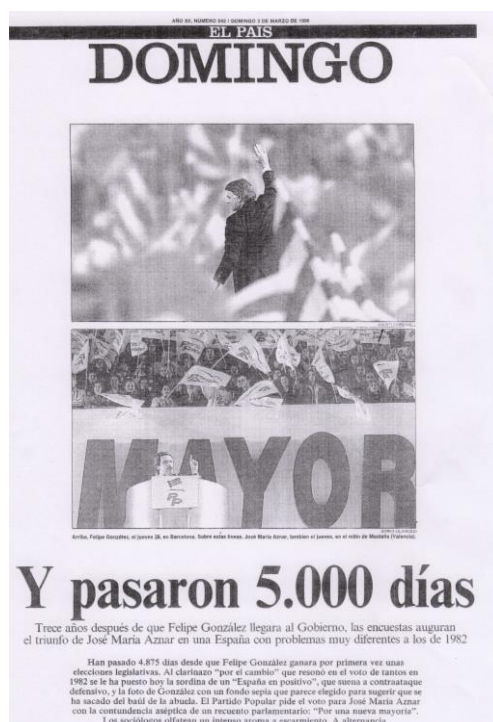 AÑO XXI, NÚMERO 542 / DOMINGO 3 DE MARZO DE 1996
EL PAIS
DOMINGO
MAYOR
PP
Arriba, Felipe González, el jueves 28, en Barcelona. Sobre estas líneas, José María Aznar, también el jueves, en el mitin de Mestalla (Valencia).
Y pasaron 5.000 días
Trece años después de que Felipe González llegara al Gobierno, las encuestas auguran
el triunfo de José María Aznar en una España con problemas muy diferentes a los de 1982
Han pasado 4.875 días desde que Felipe González ganara por primera vez unas
elecciones legislativas. Al clarinazo "por el cambio" que resonó en el voto de tantos en
1982 se le ha puesto hoy la sordina de un "España en positivo", que suena a contraataque
defensivo, y la foto de González con un fondo sepia que parece elegido para sugerir que se
ha sacado del baúl de la abuela. El Partido Popular pide el voto para José María Aznar
con la contundencia aséptica de un recuento parlamentario: "Por una nueva mayoría".
Los sociólogos olfatean un intenso aroma a escarmiento. A alternancia.